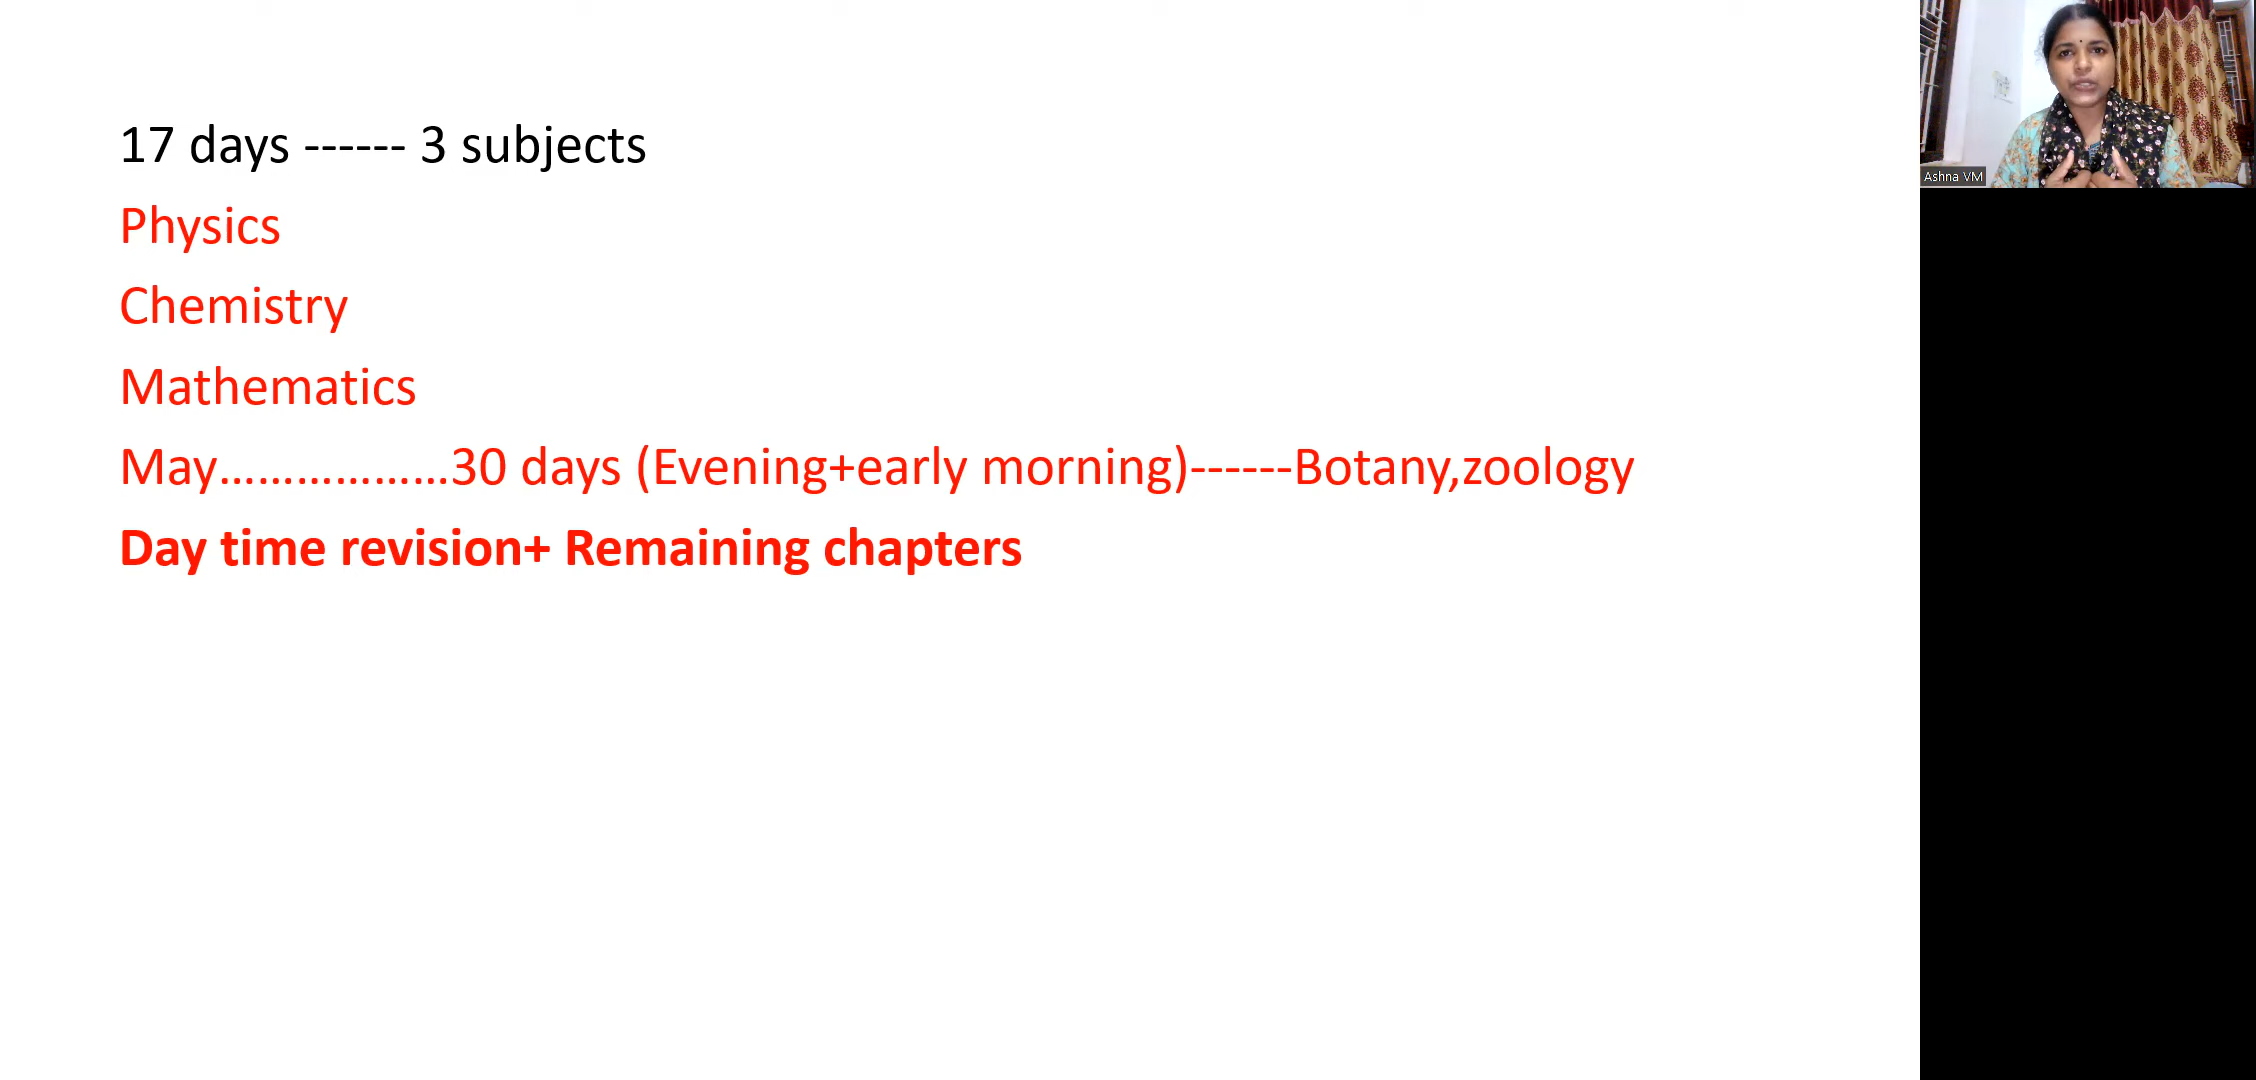 17 days ------ 3 subjects
Physics
Chemistry
Mathematics
May………………30 days (Evening+early morning)------Botany,zoology
Day time revision+ Remaining chapters
Ashna VM